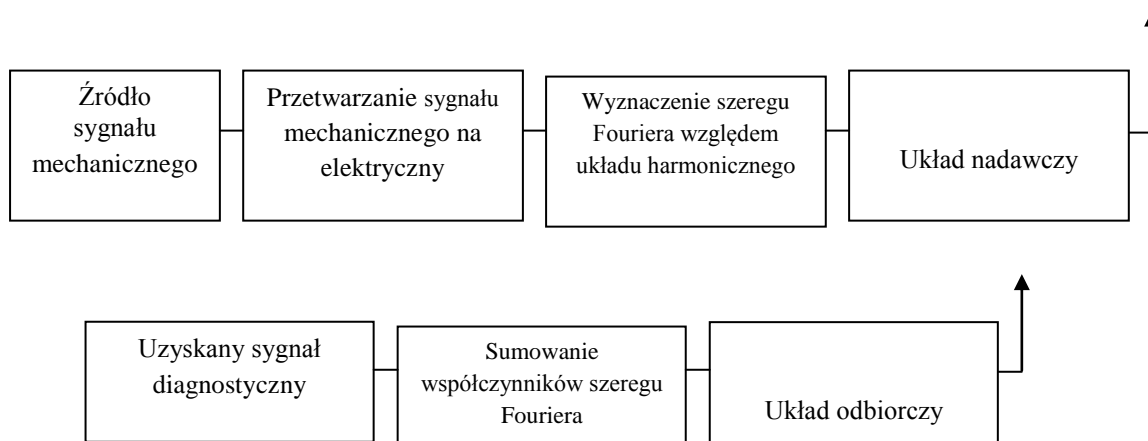 Źródło
sygnału
mechanicznego
Przetwarzanie sygnału
mechanicznego na
elektryczny
Wyznaczenie szeregu
Fouriera względem
układu harmonicznego
Układ nadawczy
Uzyskany sygnał
diagnostyczny
Sumowanie
współczynników szeregu
Fouriera
Układ odbiorczy